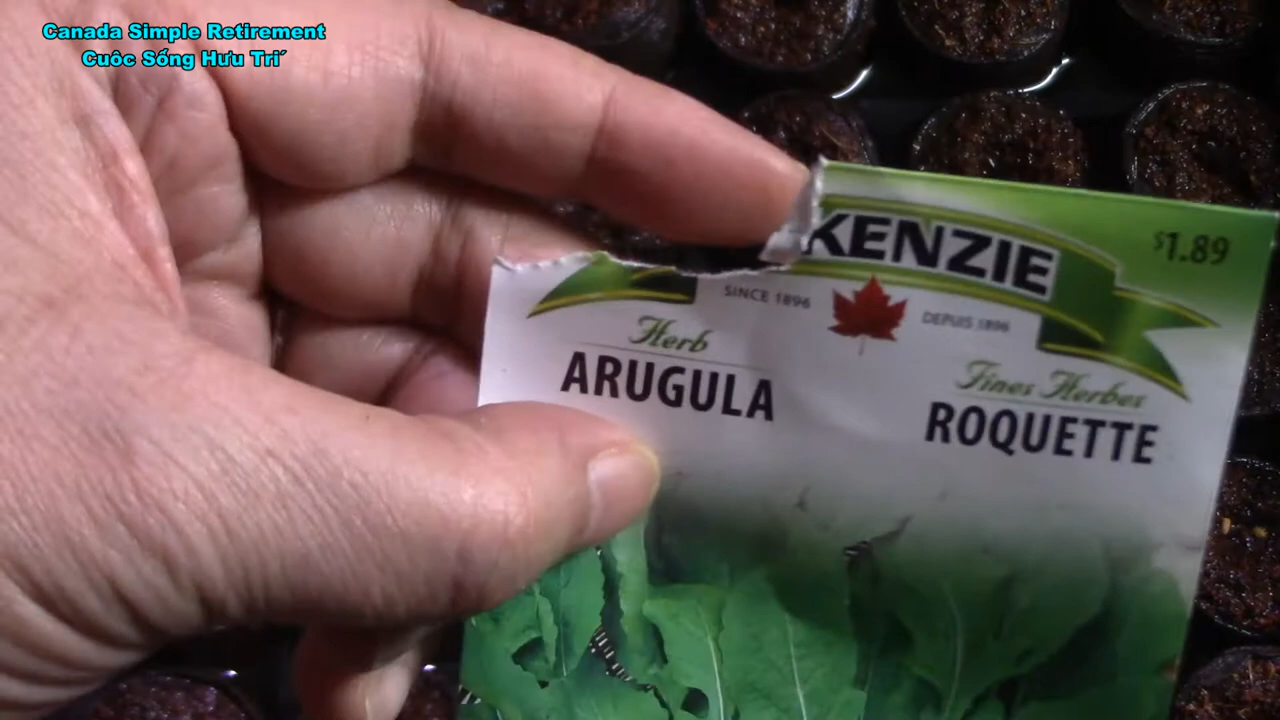 Canada Simple Retirement
Cuôc Sống Hưu Trí
KENZIE
$1.89
SINCE 1896
DEPUIS 1896
Herb
ARUGULA
Fines Herbes
ROQUETTE